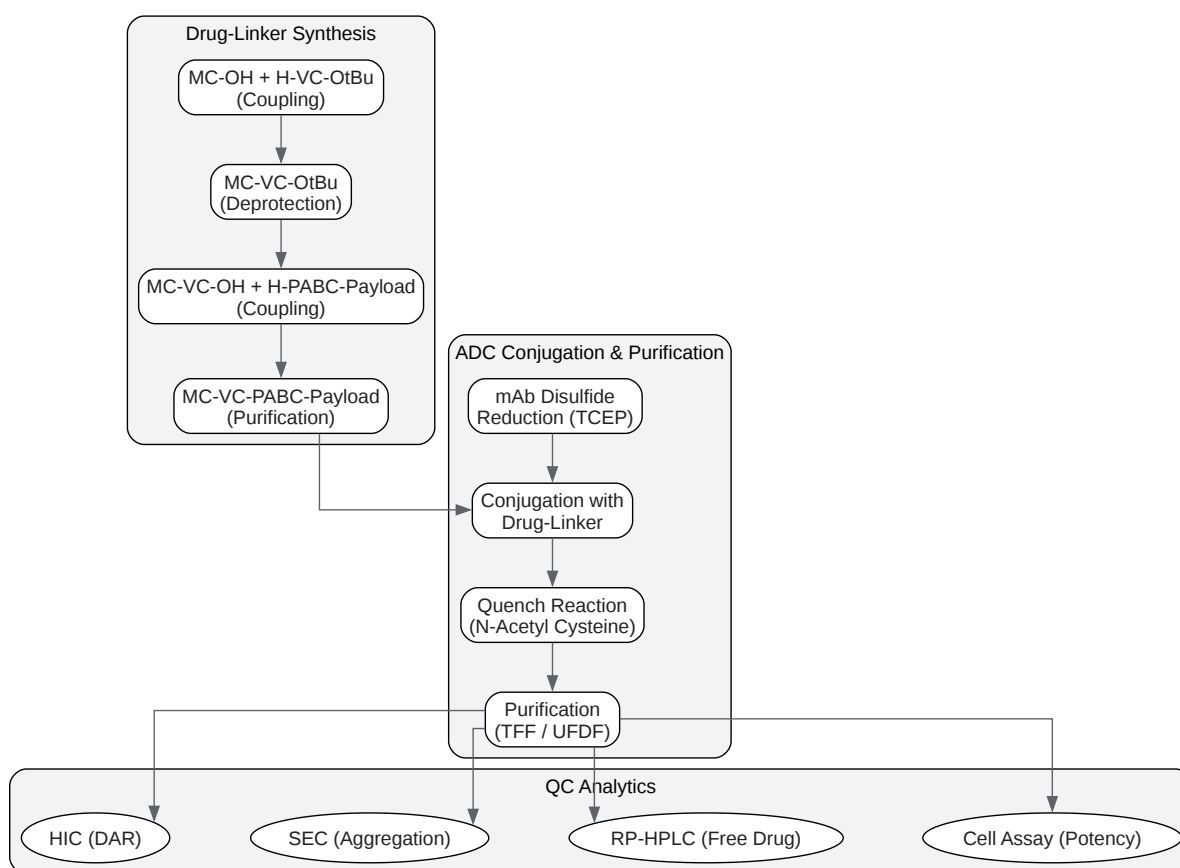 Drug-Linker Synthesis
MC-OH + H-VC-OtBu
(Coupling)
MC-VC-OtBu
(Deprotection)
MC-VC-OH + H-PABC-Payload
(Coupling)
MC-VC-PABC-Payload
(Purification)
ADC Conjugation & Purification
mAb Disulfide
Reduction (TCEP)
Conjugation with
Drug-Linker
Quench Reaction
(N-Acetyl Cysteine)
Purification
(TFF / UFDF)
QC Analytics
HIC (DAR)
SEC (Aggregation)
RP-HPLC (Free Drug)
Cell Assay (Potency)